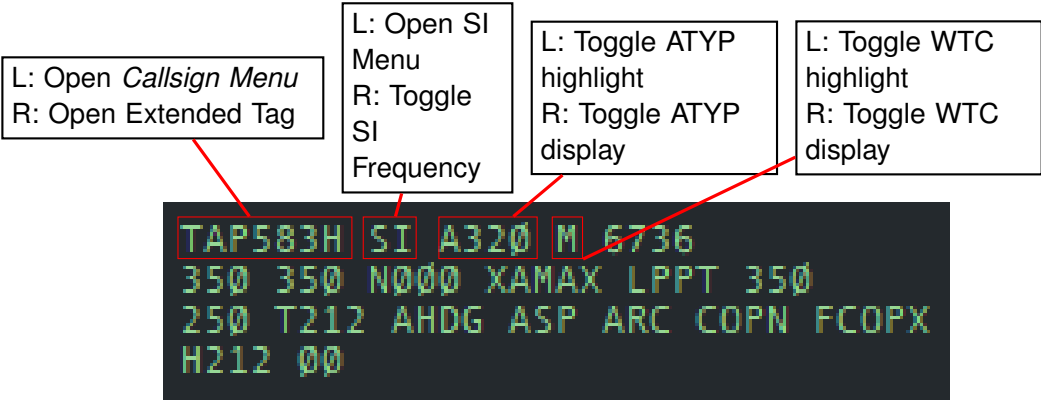 L: Open Callsign Menu
R: Open Extended Tag
L: Open SI
Menu
R: Toggle
SI
Frequency
L: Toggle ATYP
highlight
R: Toggle ATYP
display
L: Toggle WTC
highlight
R: Toggle WTC
display
TAP583H SI A320 M 6736
350 350 N000 XAMAX LPPT 350
250 T212 AHDG ASP ARC COPN FCOPX
H212 00